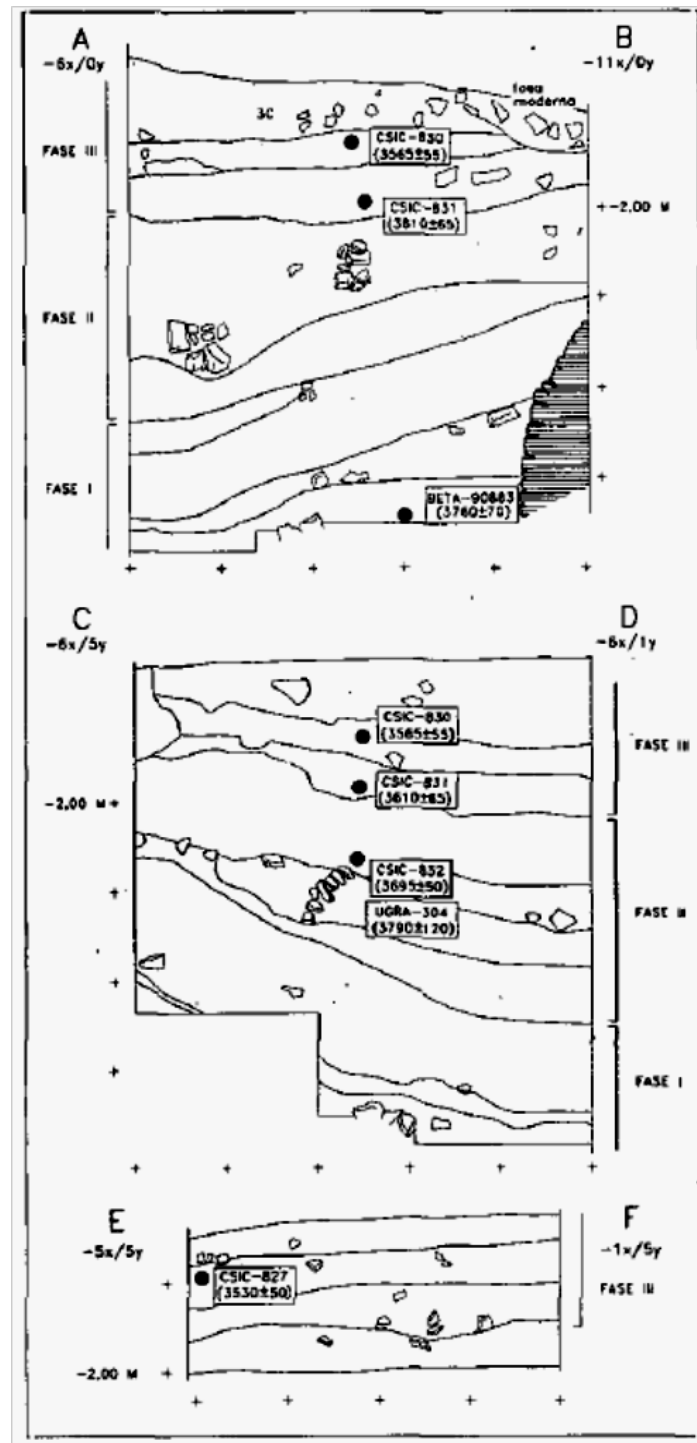 A
B
-6x/0y
-11x/0y
fosa
moderna
3C
CSIC-830
(3565±55)
FASE III
CSIC-831
(3610±65)
+-2.00 M
FASE II
FASE I
BETA-90883
(3760±70)
C
D
-6x/5y
-6x/1y
CSIC-830
(3565±55)
FASE III
CSIC-831
(3610±65)
-2.00 M+
CSIC-832
(3695±50)
UGRA-304
(3790±120)
FASE II
FASE I
E
F
-5x/5y
-1x/5y
CSIC-827
(3530±50)
FASE III
-2.00 M +